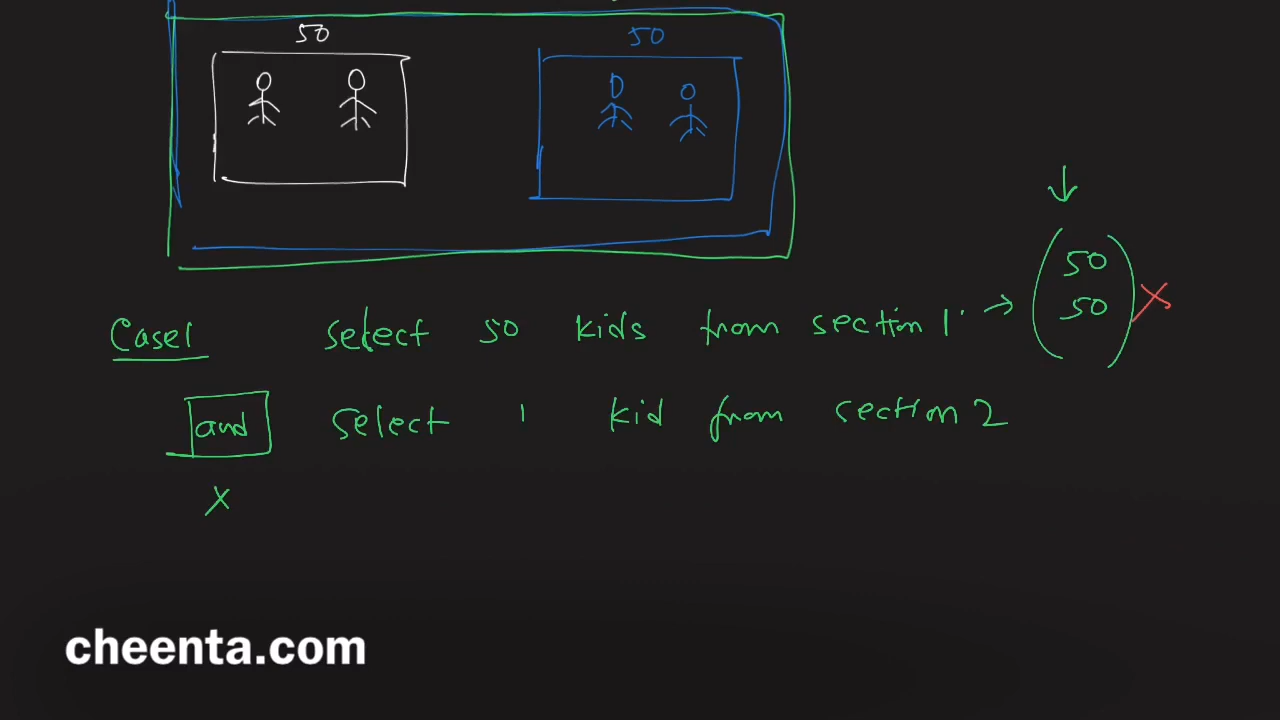 50 50
50
50 ×
Case1 select 50 kids from section 1 →
and select 1 kid from section 2
×
cheenta.com